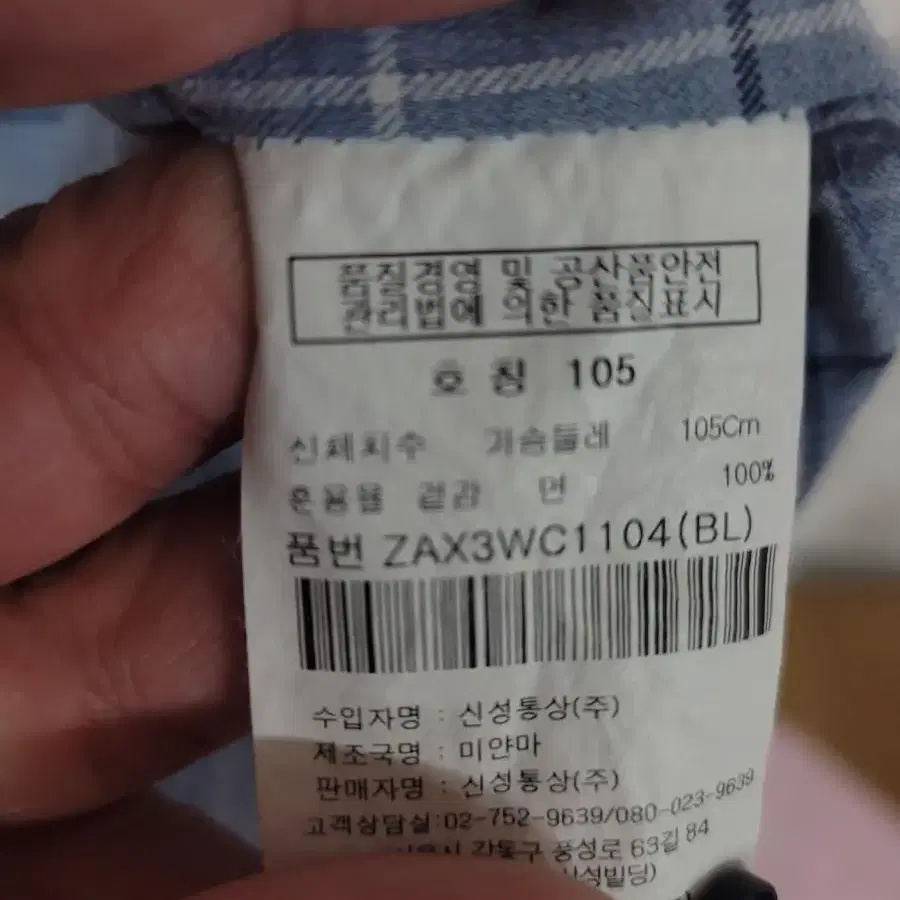 품질경영 및 공산품안전
관리법에 의한 품질표시
호 칭 105
신체치수 가슴둘레 105Cm
혼용율 겉감 면 100%
품번 ZAX3WC1104(BL)
수입자명 : 신성통상(주)
제조국명 : 미얀마
판매자명 : 신성통상(주)
고객상담실:02-752-9639/080-023-9639
강동구 풍성로 63길 84